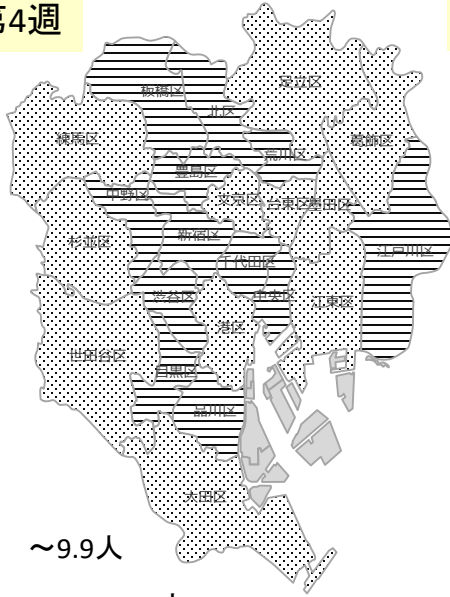 第4週
足立区
板橋区
北区
練馬区
葛飾区
荒川区
豊島区
中野区
文京区
台東区
墨田区
杉並区
新宿区
千代田区
江戸川区
渋谷区
中央区
江東区
港区
世田谷区
目黒区
品川区
大田区
～9.9人